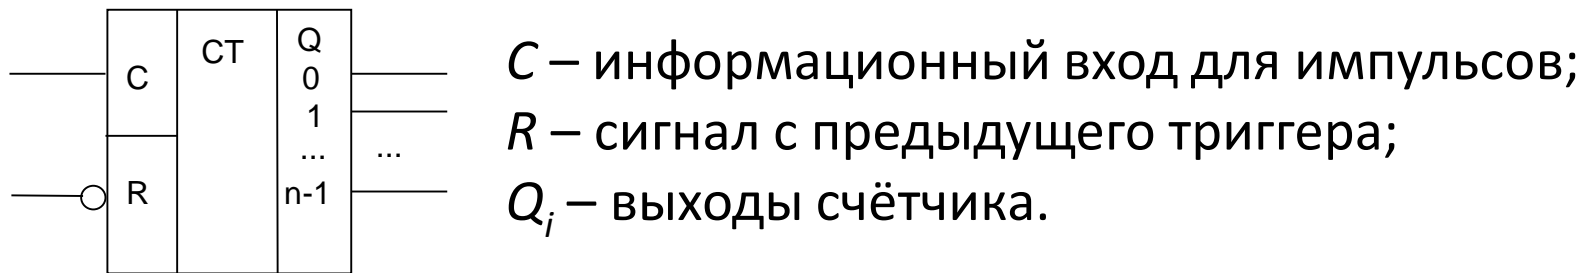 C
R
CT
Q
0
1
...
n-1
...
C – информационный вход для импульсов;
R – сигнал с предыдущего триггера;
Qi – выходы счётчика.